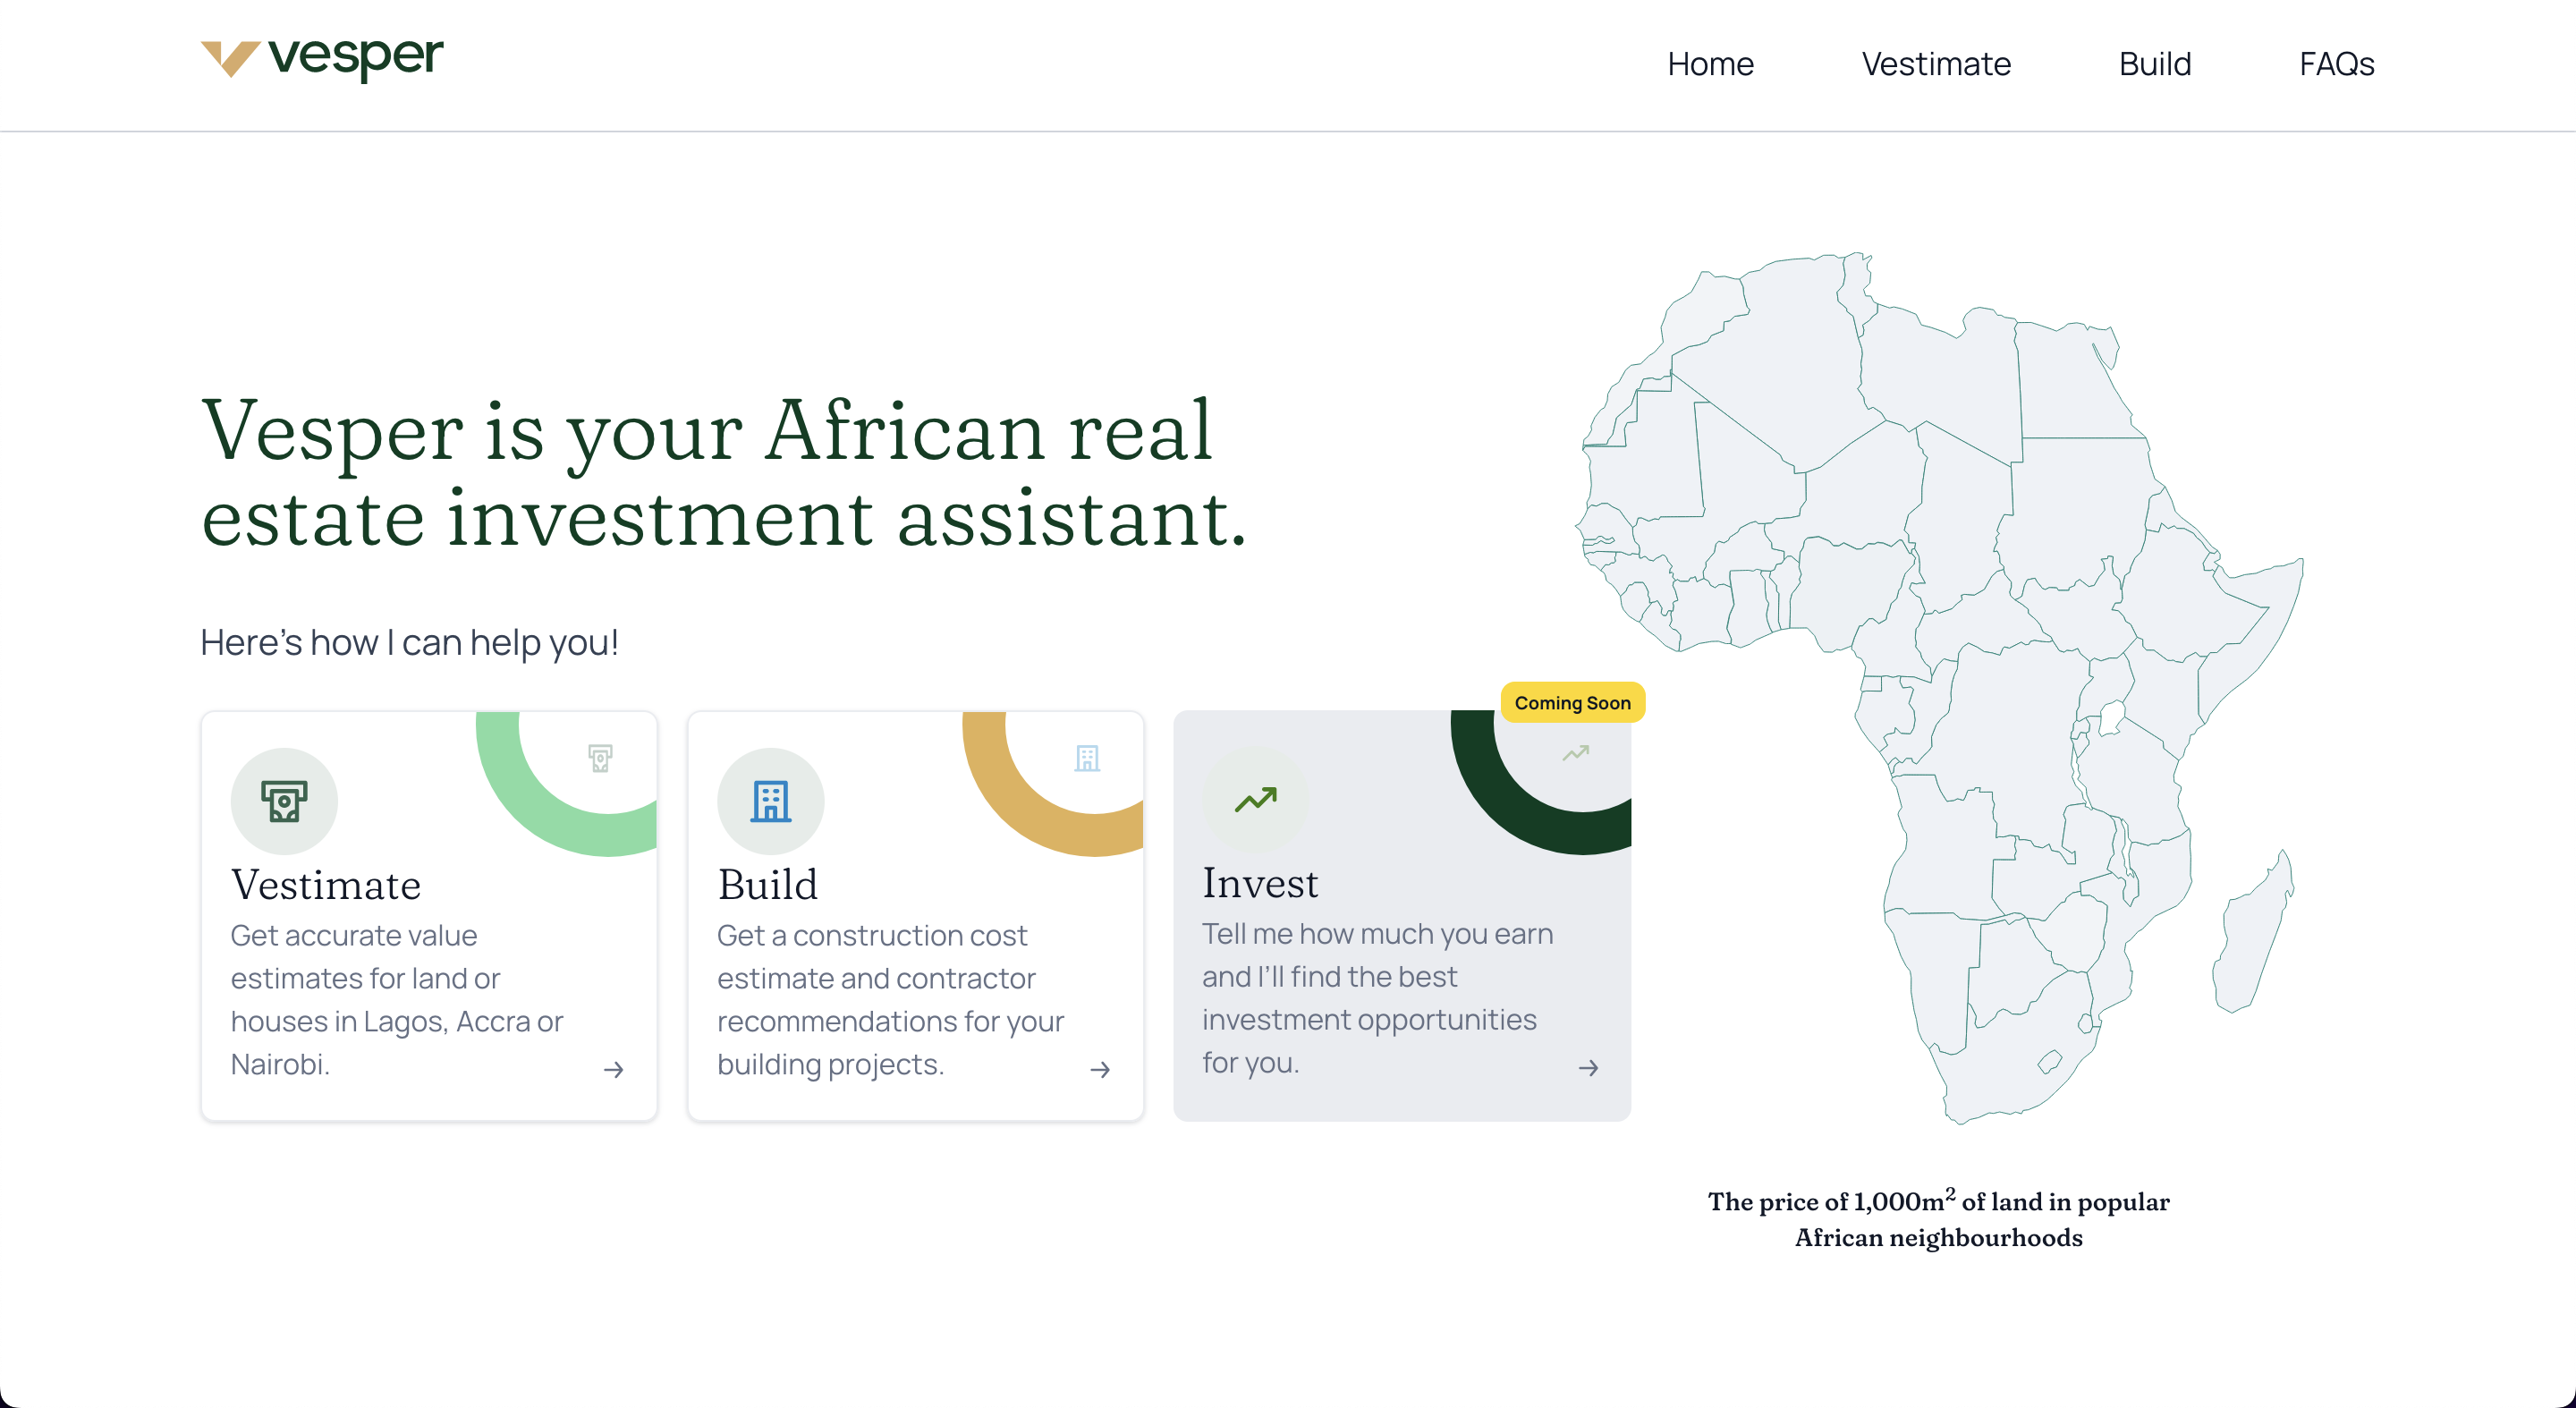 vesper
Home
Vestimate
Build
FAQs
Vesper is your African real
estate investment assistant.
Here's how I can help you!
Vestimate
Get accurate value
estimates for land or
houses in Lagos, Accra or
Nairobi.
Build
Get a construction cost
estimate and contractor
recommendations for your
building projects.
Coming Soon
Invest
Tell me how much you earn
and I'll find the best
investment opportunities
for you.
The price of 1,000m² of land in popular
African neighbourhoods